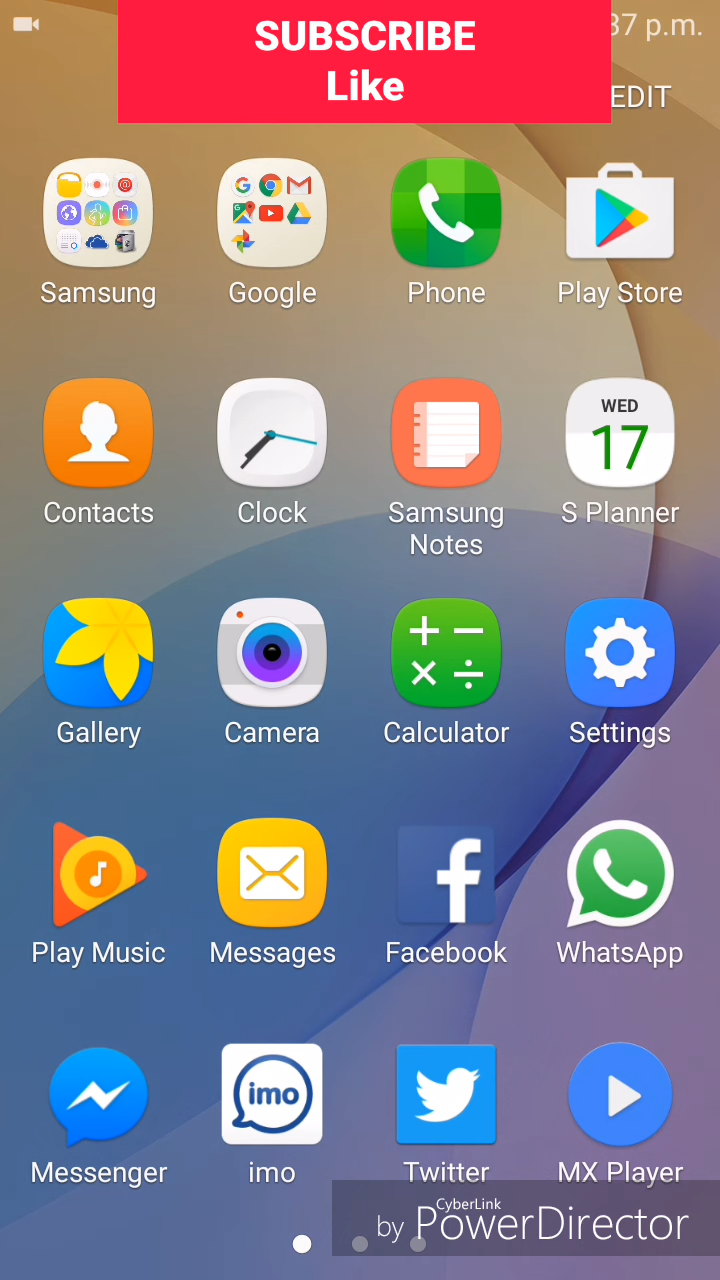 SUBSCRIBE
Like
37 p.m.
EDIT
Samsung
Google
Phone
Play Store
Contacts
Clock
Samsung
Notes
WED
17
S Planner
Gallery
Camera
Calculator
Settings
Play Music
Messages
Facebook
WhatsApp
imo
Messenger
imo
Twitter
MX Player
CyberLink
by PowerDirector